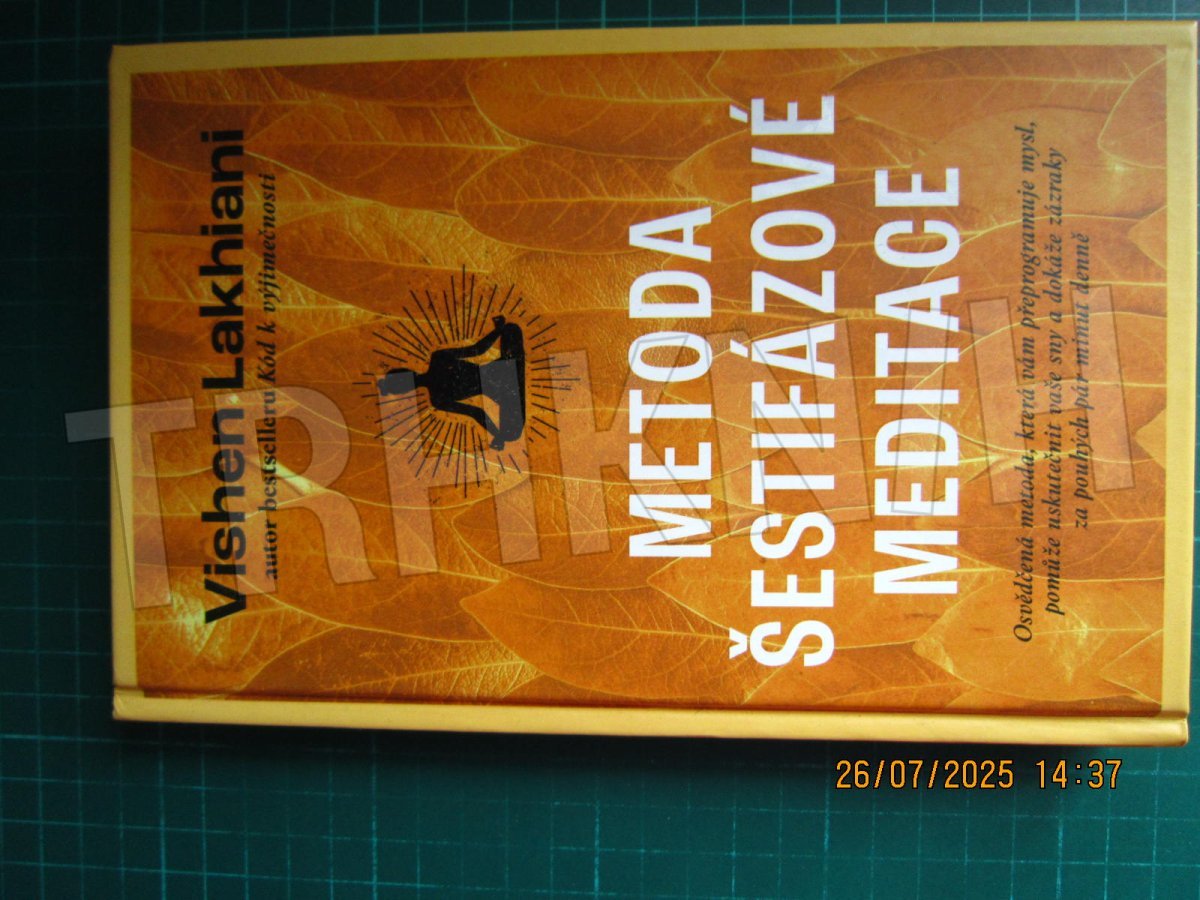 Vishen Lakhiani
autor bestselleru Kód k výjimečnosti
METODA
ŠESTIFÁZOVÉ
MEDITACE
Osvědčená metoda, která vám přeprogramuje mysl,
pomůže uskutečnit vaše sny a dokáže zázraky
za pouhých pár minut denně
TRHKNIH
26/07/2025 14:37